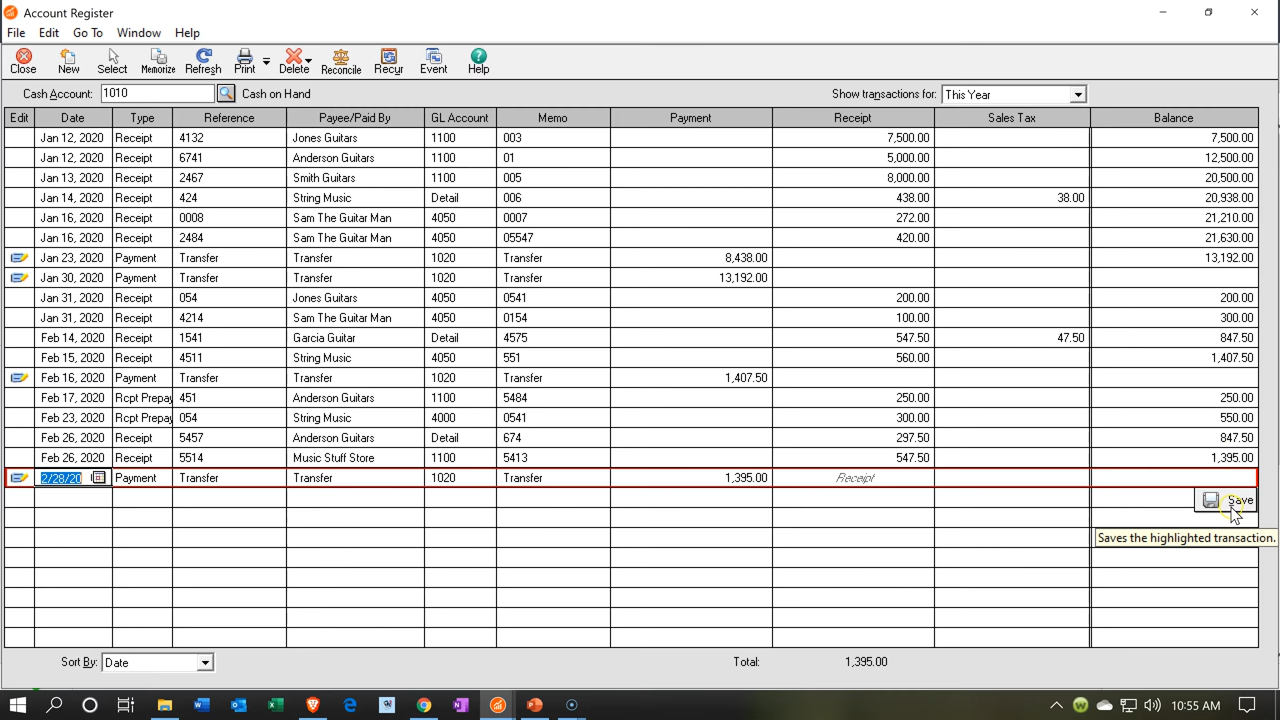 Account Register
File Edit Go To Window Help
Close New Select Memorize Refresh Print Delete Reconcile Recur Event Help
Cash Account: 1010 Cash on Hand Show transactions for: This Year
Edit Date Type Reference Payee/Paid By GL Account Memo Payment Receipt Sales Tax Balance
Jan 12, 2020 Receipt 4132 Jones Guitars 1100 003 7,500.00 7,500.00
Jan 12, 2020 Receipt 6741 Anderson Guitars 1100 01 5,000.00 12,500.00
Jan 13, 2020 Receipt 2467 Smith Guitars 1100 005 8,000.00 20,500.00
Jan 14, 2020 Receipt 424 String Music Detail 006 438.00 38.00 20,938.00
Jan 16, 2020 Receipt 0008 Sam The Guitar Man 4050 0007 272.00 21,210.00
Jan 16, 2020 Receipt 2484 Sam The Guitar Man 4050 05547 420.00 21,630.00
Jan 23, 2020 Payment Transfer Transfer 1020 Transfer 8,438.00 13,192.00
Jan 30, 2020 Payment Transfer Transfer 1020 Transfer 13,192.00
Jan 31, 2020 Receipt 054 Jones Guitars 4050 0541 200.00 200.00
Jan 31, 2020 Receipt 4214 Sam The Guitar Man 4050 0154 100.00 300.00
Feb 14, 2020 Receipt 1541 Garcia Guitar Detail 4575 547.50 47.50 847.50
Feb 15, 2020 Receipt 4511 String Music 4050 551 560.00 1,407.50
Feb 16, 2020 Payment Transfer Transfer 1020 Transfer 1,407.50
Feb 17, 2020 Rcpt Prepay 451 Anderson Guitars 1100 5484 250.00 250.00
Feb 23, 2020 Rcpt Prepay 054 String Music 4000 0541 300.00 550.00
Feb 26, 2020 Receipt 5457 Anderson Guitars Detail 674 297.50 847.50
Feb 26, 2020 Receipt 5514 Music Stuff Store 1100 5413 547.50 1,395.00
2/28/20 Payment Transfer Transfer 1020 Transfer 1,395.00 Receipt
Save
Saves the highlighted transaction.
Sort By: Date Total: 1,395.00
10:55 AM